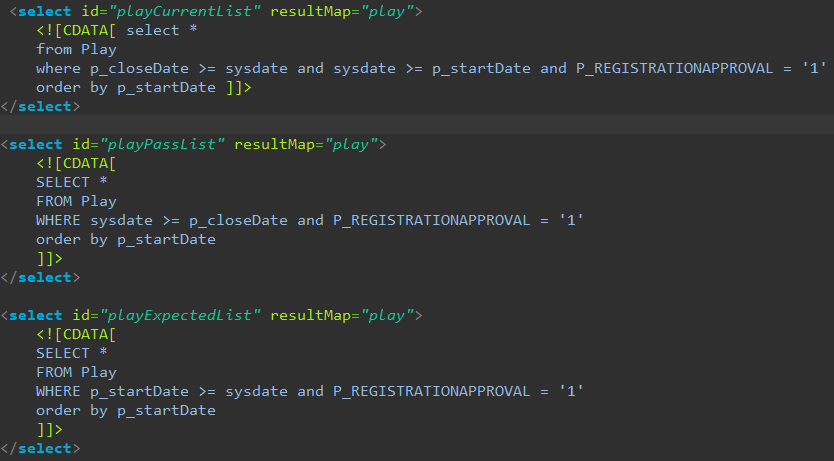 <select id="playCurrentList" resultMap="play">
<![CDATA[ select *
from Play
where p_closeDate >= sysdate and sysdate >= p_startDate and P_REGISTRATIONAPPROVAL = '1'
order by p_startDate ]]>
</select>
<select id="playPassList" resultMap="play">
<![CDATA[
SELECT *
FROM Play
WHERE sysdate >= p_closeDate and P_REGISTRATIONAPPROVAL = '1'
order by p_startDate
]]>
</select>
<select id="playExpectedList" resultMap="play">
<![CDATA[
SELECT *
FROM Play
WHERE p_startDate >= sysdate and P_REGISTRATIONAPPROVAL = '1'
order by p_startDate
]]>
</select>